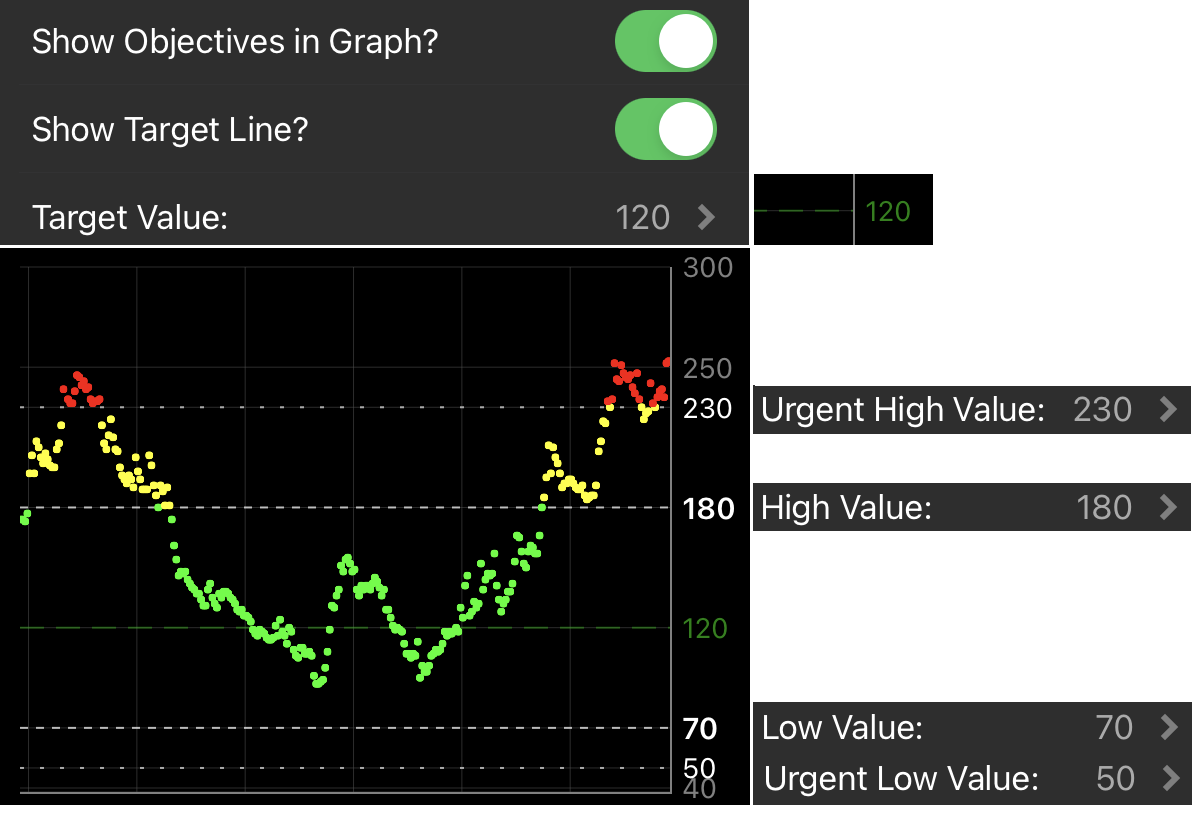 Show Objectives in Graph?
Show Target Line?
Target Value: 120
120
300
250
230
180
120
70
50
40
Urgent High Value: 230
High Value: 180
Low Value: 70
Urgent Low Value: 50